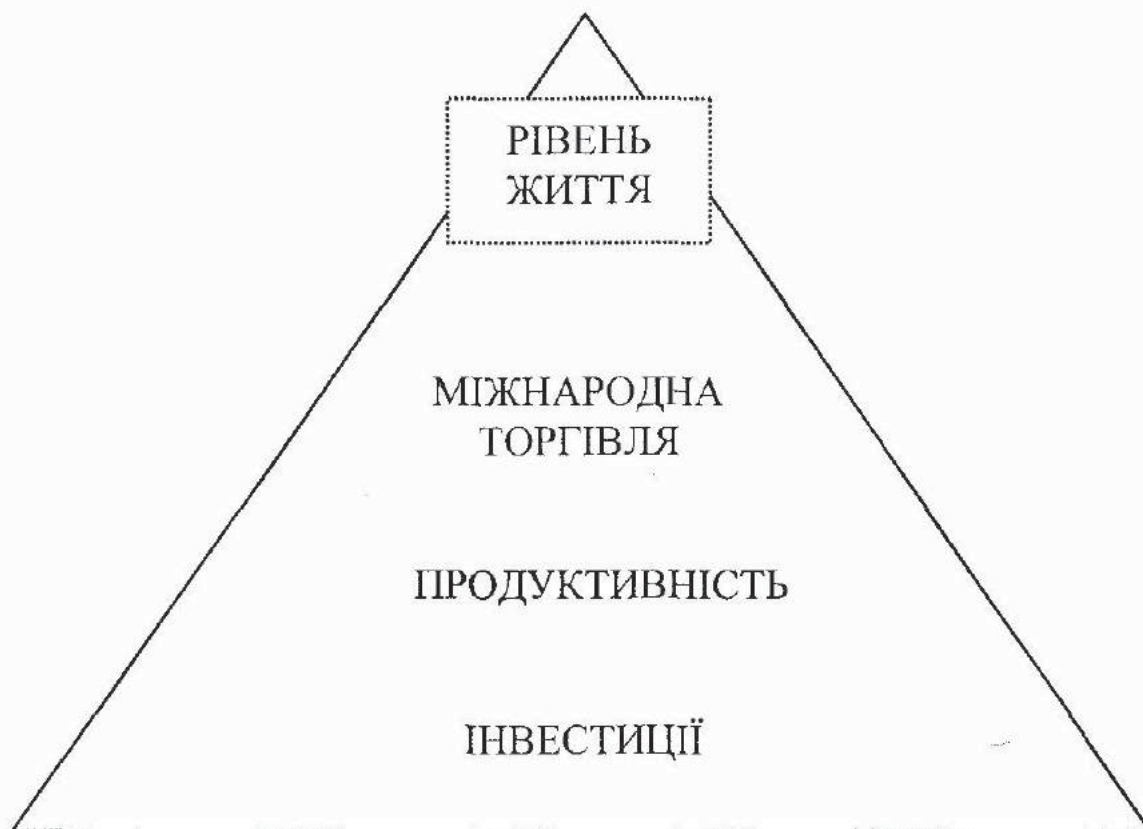 РІВЕНЬ
ЖИТТЯ
МІЖНАРОДНА
ТОРГІВЛЯ
ПРОДУКТИВНІСТЬ
ІНВЕСТИЦІЇ